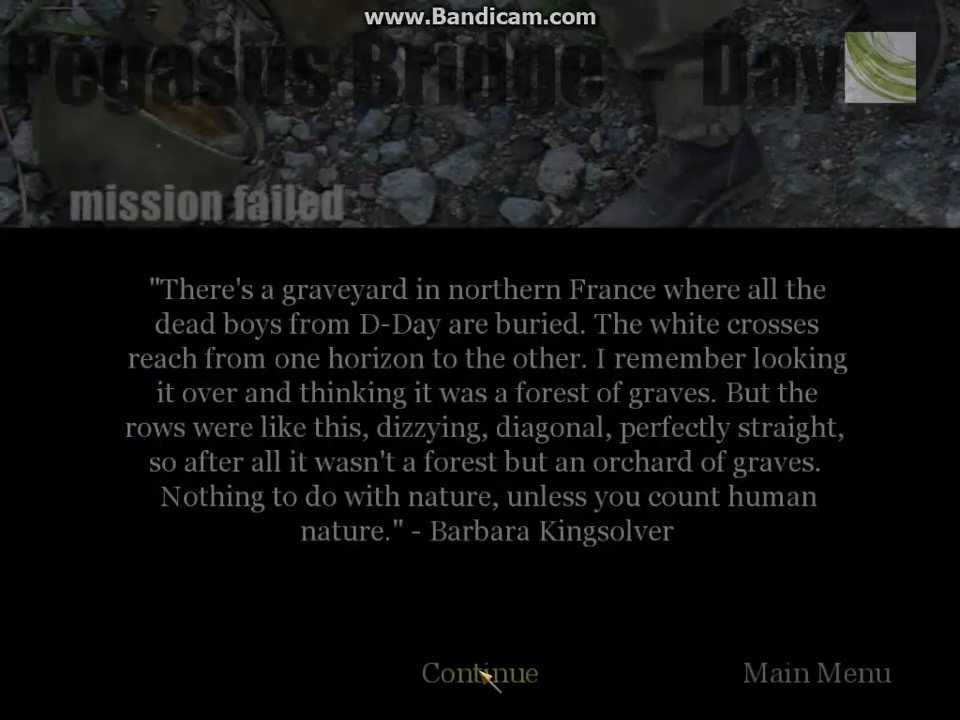 www.Bandicam.com
Pegasus Bridge - Day
mission failed
"There's a graveyard in northern France where all the
dead boys from D-Day are buried. The white crosses
reach from one horizon to the other. I remember looking
it over and thinking it was a forest of graves. But the
rows were like this, dizzying, diagonal, perfectly straight,
so after all it wasn't a forest but an orchard of graves.
Nothing to do with nature, unless you count human
nature." - Barbara Kingsolver
Continue
Main Menu